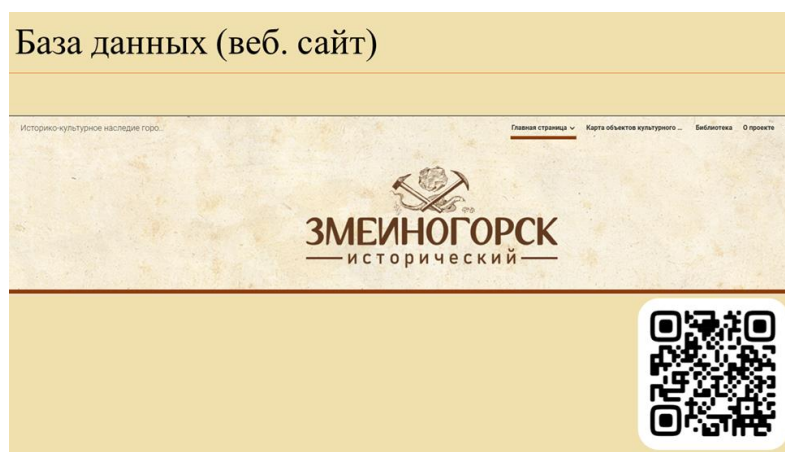 База данных (веб. сайт)
Историко-культурное наследие горо...
Главная страница
Карта объектов культурного ...
Библиотека
О проекте
ЗМЕИНОГОРСК
исторический